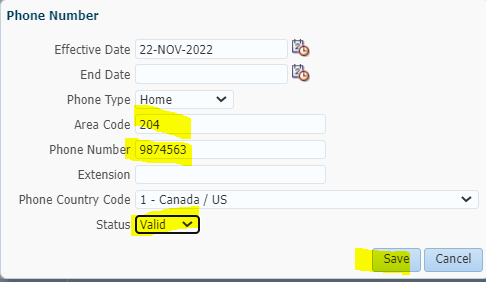 Phone Number
Effective Date 22-NOV-2022
End Date
Phone Type Home
Area Code 204
Phone Number 9874563
Extension
Phone Country Code 1 - Canada / US
Status Valid
Save Cancel